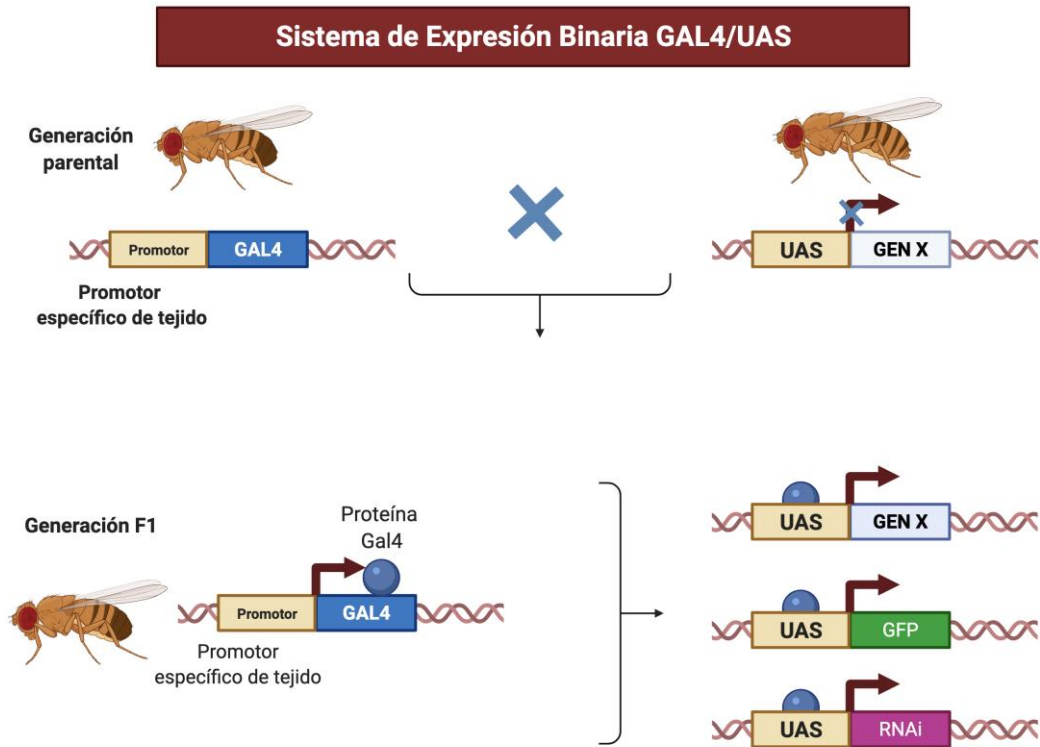 Sistema de Expresión Binaria GAL4/UAS
Generación
parental
Promotor
GAL4
UAS
GEN X
Promotor
específico de tejido
UAS
GEN X
Generación F1
Proteína
Gal4
Promotor
GAL4
Promotor
específico de tejido
UAS
GFP
UAS
RNAi